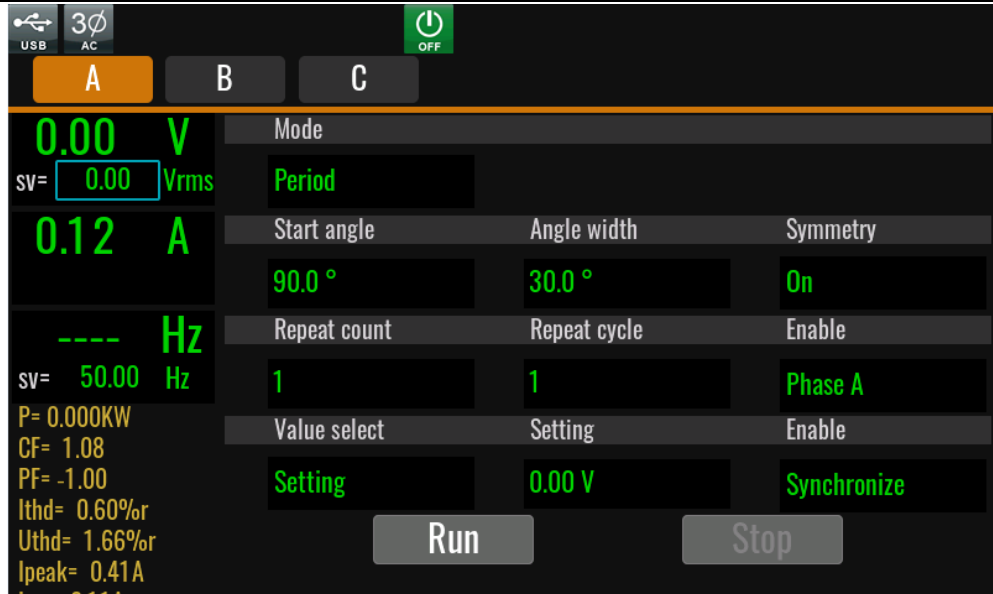 USB 3Ø AC OFF
A B C
0.00 V
sv= 0.00 Vrms
0.12 A
---- Hz
sv= 50.00 Hz
P= 0.000KW
CF= 1.08
PF= -1.00
Ithd= 0.60%r
Uthd= 1.66%r
Ipeak= 0.41A
Mode
Period
Start angle Angle width Symmetry
90.0 ° 30.0 ° On
Repeat count Repeat cycle Enable
1 1 Phase A
Value select Setting Enable
Setting 0.00 V Synchronize
Run Stop